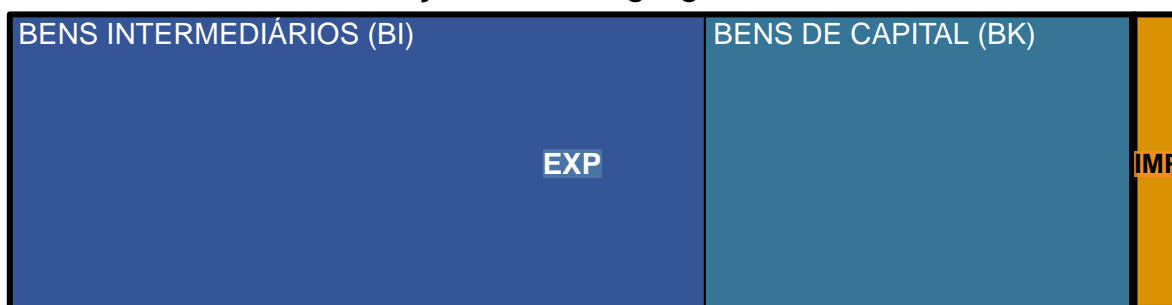 BENS INTERMEDIÁRIOS (BI)
BENS DE CAPITAL (BK)
EXP